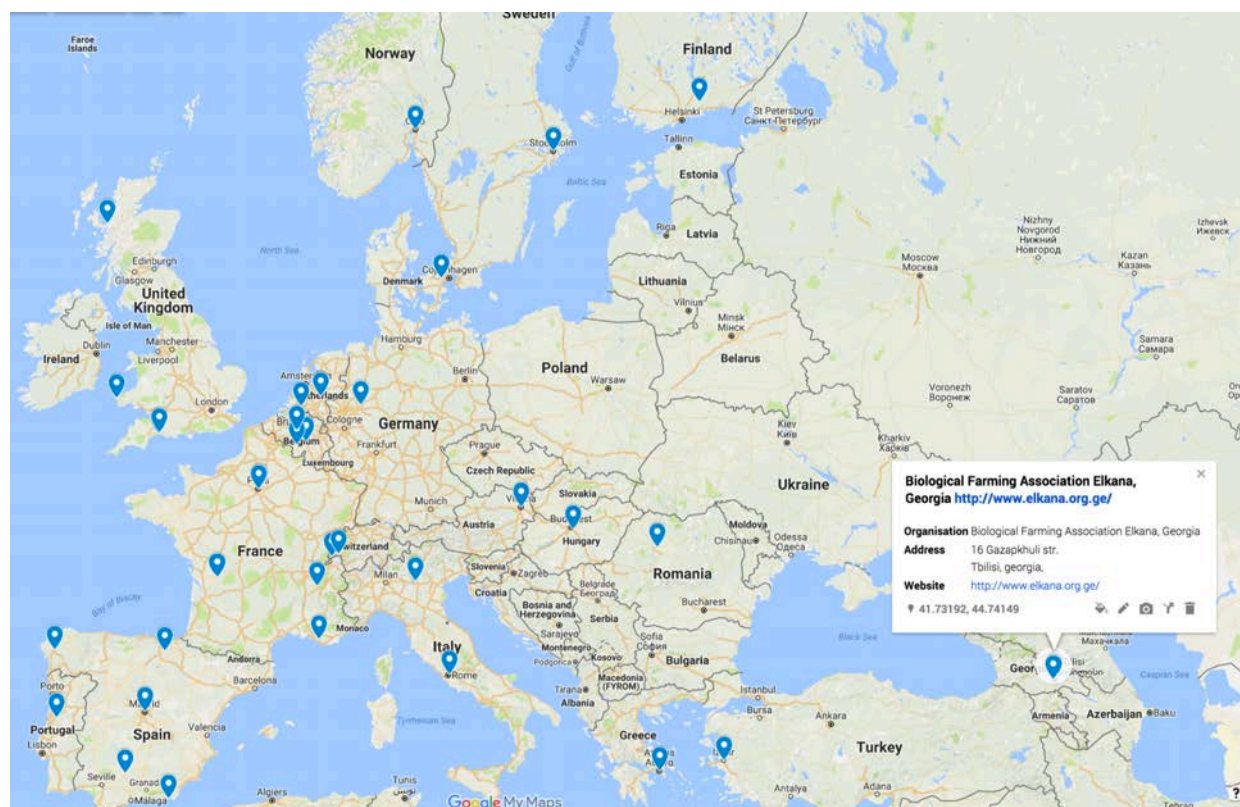 Faroe
Islands
Sweden
Norway
Finland
Gulf of Bothnia
Helsinki
St Petersburg
Санкт-Петербург
Tallinn
Stockholm
Estonia
Baltic Sea
North Sea
Riga
Latvia
Nizhny
Novgorod
Нижний
Новгород
Izhevsk
Ижевск
Moscow
Москва
Kazan
Казань
Edinburgh
Glasgow
United
Kingdom
Denmark
Copenhagen
Lithuania
Vilnius
Isle of Man
Dublin
Manchester
Liverpool
Ireland
Hamburg
Minsk
Мінск
Belarus
Samara
Самара
Amsterdam
Netherlands
Berlin
Poland
Warsaw
Voronezh
Воронеж
Saratov
Саратов
London
Cologne
Germany
Belgium
Frankfurt
Luxembourg
Prague
Czech Republic
Kiev
Київ
Kharkiv
Харків
Ukraine
Paris
Munich
Vienna
Slovakia
Austria
Budapest
Hungary
Moldova
Chisinau
Odessa
Одеса
France
Switzerland
Milan
Slovenia
Zagreb
Croatia
Romania
Bucharest
Belgrade
Београд
Bosnia and
Herzegovina
Serbia
Sarajevo
Montenegro
Kosovo
Podgorica
Sofia
София
Bulgaria
Black Sea
Bay of Biscay
Monaco
Andorra
Italy
Rome
Macedonia
(FYROM)
Tirana
Albania
Porto
Barcelona
Madrid
Portugal
Spain
Valencia
Lisbon
Tyrrhenian Sea
Greece
Istanbul
Bursa
Ankara
Turkey
Georgia
Armenia
Azerbaijan
Baku
Caspian Sea
Махачкала
Seville
Málaga
Algiers
Tunis
تونس
Antalya
Adana
Tehran
Google My Maps
?
Biological Farming Association Elkana,
Georgia http://www.elkana.org.ge/
Organisation Biological Farming Association Elkana, Georgia
Address 16 Gazapkhuli str.
Tbilisi, georgia,
Website http://www.elkana.org.ge/
41.73192, 44.74149